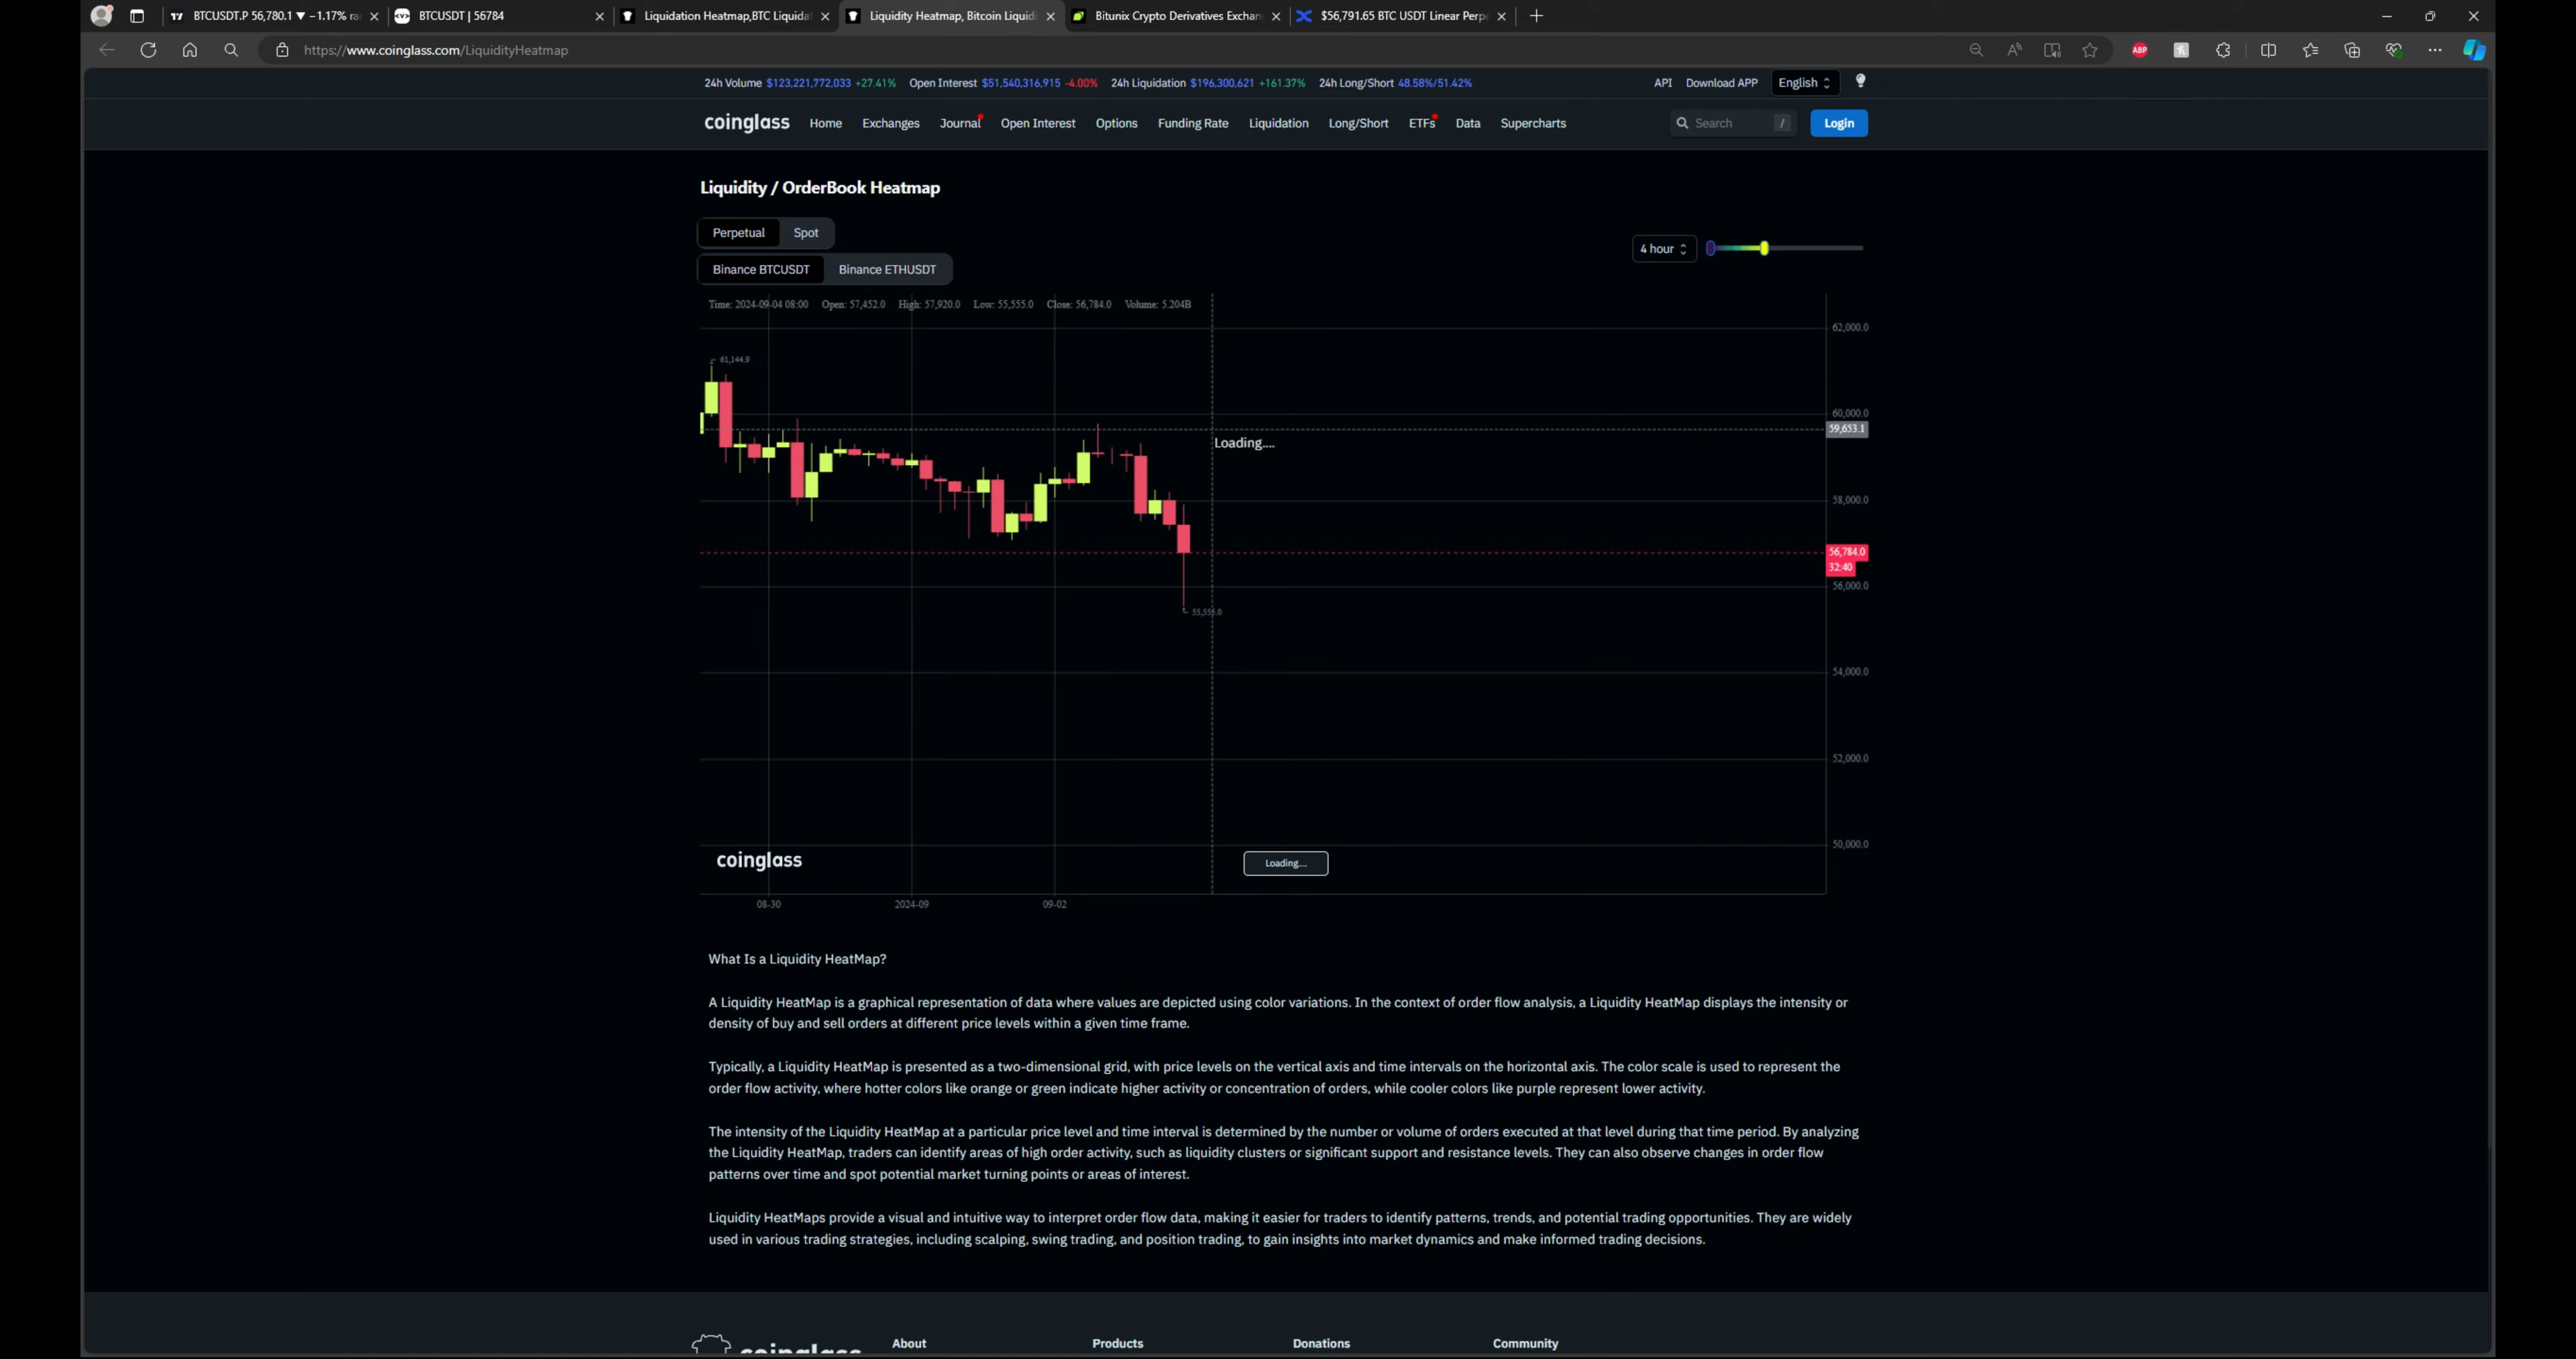 BTCUSDT.P 56,780.1 ▼ −1.17%
BTCUSDT | 56784
Liquidation Heatmap,BTC Liquidat
Liquidity Heatmap, Bitcoin Liquidi
Bitunix Crypto Derivatives Exchan
$56,791.65 BTC USDT Linear Perpe
https://www.coinglass.com/LiquidityHeatmap
ABP
24h Volume $123,221,772,033 +27.41% Open Interest $51,540,316,915 -4.00% 24h Liquidation $196,300,621 +161.37% 24h Long/Short 48.58%/51.42%
API Download APP English
coinglass Home Exchanges Journal Open Interest Options Funding Rate Liquidation Long/Short ETFs Data Supercharts
Search /
Login
Liquidity / OrderBook Heatmap
Perpetual Spot
4 hour
Binance BTCUSDT Binance ETHUSDT
Time: 2024-09-04 08:00 Open: 57,452.0 High: 57,920.0 Low: 55,555.0 Close: 56,784.0 Volume: 5.204B
62,000.0
61,144.9
60,000.0
59,653.1
Loading....
58,000.0
56,784.0
32:40
56,000.0
55,555.0
54,000.0
52,000.0
50,000.0
coinglass
Loading....
08-30
2024-09
09-02
What Is a Liquidity HeatMap?
A Liquidity HeatMap is a graphical representation of data where values are depicted using color variations. In the context of order flow analysis, a Liquidity HeatMap displays the intensity or
density of buy and sell orders at different price levels within a given time frame.
Typically, a Liquidity HeatMap is presented as a two-dimensional grid, with price levels on the vertical axis and time intervals on the horizontal axis. The color scale is used to represent the
order flow activity, where hotter colors like orange or green indicate higher activity or concentration of orders, while cooler colors like purple represent lower activity.
The intensity of the Liquidity HeatMap at a particular price level and time interval is determined by the number or volume of orders executed at that level during that time period. By analyzing
the Liquidity HeatMap, traders can identify areas of high order activity, such as liquidity clusters or significant support and resistance levels. They can also observe changes in order flow
patterns over time and spot potential market turning points or areas of interest.
Liquidity HeatMaps provide a visual and intuitive way to interpret order flow data, making it easier for traders to identify patterns, trends, and potential trading opportunities. They are widely
used in various trading strategies, including scalping, swing trading, and position trading, to gain insights into market dynamics and make informed trading decisions.
coinglass
About
Products
Donations
Community